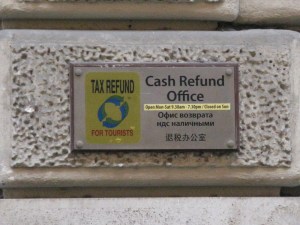 TAX REFUND
FOR TOURISTS
Cash Refund
Office
Open Mon-Sat 9.30am - 7.30pm / Closed on Sun
Офис возврата
ндс наличными
退税办公室